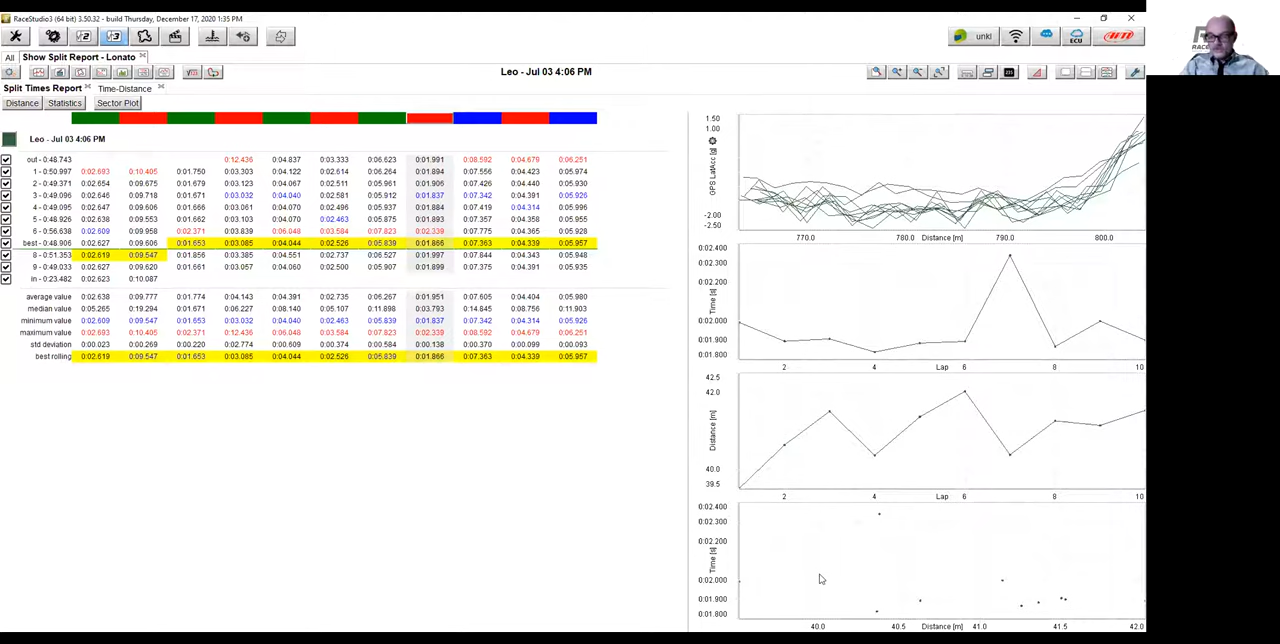 RaceStudio3 (64 bit) 3.50.32 - build Thursday, December 17, 2020 1:35 PM
unkl
ECU
All Show Split Report - Lonato
Leo - Jul 03 4:06 PM
Split Times Report Time-Distance
Distance Statistics Sector Plot
Leo - Jul 03 4:06 PM
out - 0:48.743 0:12.436 0:04.837 0:03.333 0:06.623 0:01.991 0:08.592 0:04.679 0:06.251
1 - 0:50.997 0:02.693 0:10.405 0:01.750 0:03.303 0:04.122 0:02.614 0:06.264 0:01.894 0:07.556 0:04.423 0:05.974
2 - 0:49.371 0:02.654 0:09.675 0:01.679 0:03.123 0:04.067 0:02.511 0:05.961 0:01.906 0:07.426 0:04.440 0:05.930
3 - 0:49.096 0:02.646 0:09.718 0:01.671 0:03.032 0:04.040 0:02.581 0:05.912 0:01.837 0:07.342 0:04.391 0:05.926
4 - 0:49.095 0:02.647 0:09.606 0:01.666 0:03.061 0:04.070 0:02.496 0:05.937 0:01.884 0:07.419 0:04.314 0:05.996
5 - 0:48.926 0:02.638 0:09.553 0:01.662 0:03.103 0:04.070 0:02.463 0:05.875 0:01.893 0:07.357 0:04.358 0:05.955
6 - 0:56.638 0:02.609 0:09.958 0:02.371 0:03.839 0:06.048 0:03.584 0:07.823 0:02.339 0:07.775 0:04.365 0:05.928
best - 0:48.906 0:02.627 0:09.606 0:01.653 0:03.085 0:04.044 0:02.526 0:05.839 0:01.866 0:07.363 0:04.339 0:05.957
8 - 0:51.353 0:02.619 0:09.547 0:01.856 0:03.385 0:04.551 0:02.737 0:06.527 0:01.997 0:07.844 0:04.343 0:05.948
9 - 0:49.033 0:02.627 0:09.620 0:01.661 0:03.057 0:04.060 0:02.500 0:05.907 0:01.899 0:07.375 0:04.391 0:05.935
in - 0:23.482 0:02.623 0:10.087
average value 0:02.638 0:09.777 0:01.774 0:04.143 0:04.391 0:02.735 0:06.267 0:01.951 0:07.605 0:04.404 0:05.980
median value 0:05.265 0:19.294 0:01.671 0:06.227 0:08.140 0:05.107 0:11.898 0:03.793 0:14.845 0:08.756 0:11.903
minimum value 0:02.609 0:09.547 0:01.653 0:03.032 0:04.040 0:02.463 0:05.839 0:01.837 0:07.342 0:04.314 0:05.926
maximum value 0:02.693 0:10.405 0:02.371 0:12.436 0:06.048 0:03.584 0:07.823 0:02.339 0:08.592 0:04.679 0:06.251
std deviation 0:00.023 0:00.269 0:00.220 0:02.774 0:00.609 0:00.374 0:00.584 0:00.138 0:00.370 0:00.099 0:00.093
best rolling 0:02.619 0:09.547 0:01.653 0:03.085 0:04.044 0:02.526 0:05.839 0:01.866 0:07.363 0:04.339 0:05.957
1.50
1.00
GPS LatAcc [g]
-2.00
-2.50
770.0 780.0 Distance [m] 790.0 800.0
0:02.400
0:02.300
0:02.200
Time [s]
0:02.000
0:01.900
0:01.800
2 4 Lap 6 8 10
42.5
42.0
Distance [m]
40.0
39.5
2 4 Lap 6 8 10
0:02.400
0:02.300
0:02.200
Time [s]
0:02.000
0:01.900
0:01.800
40.0 40.5 Distance [m] 41.0 41.5 42.0